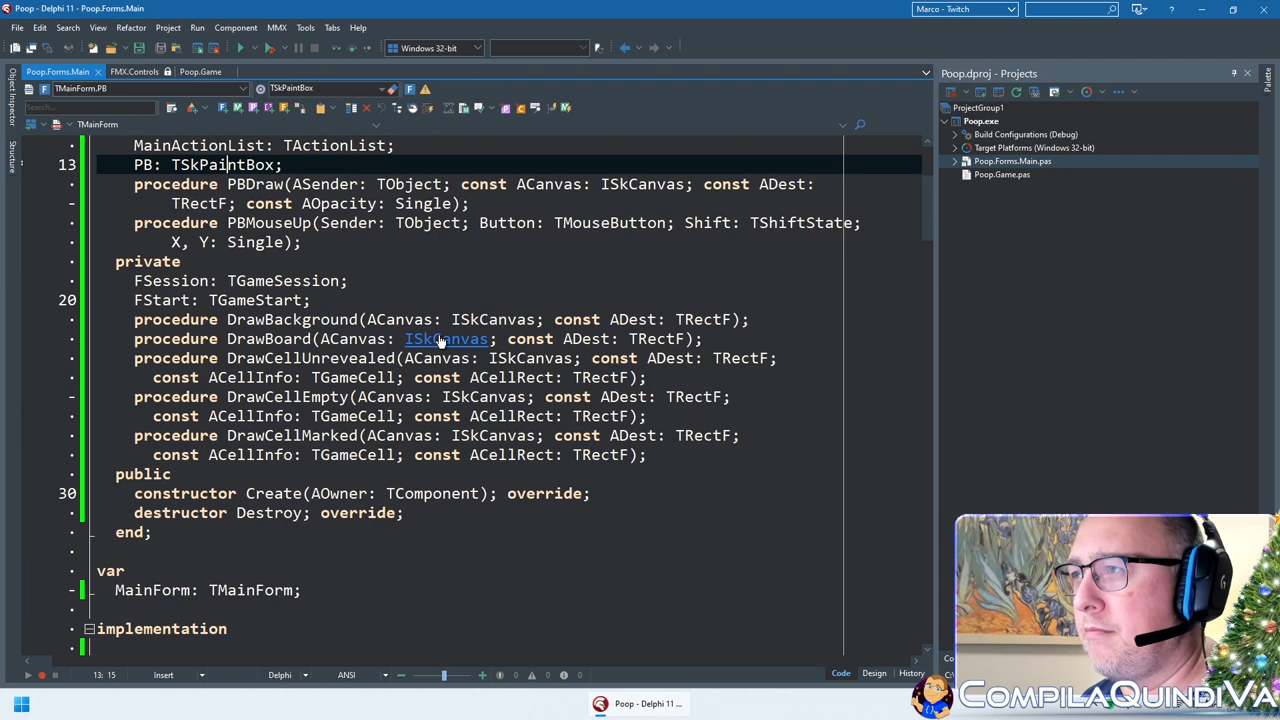 Poop - Delphi 11 - Poop.Forms.Main
Marco - Twitch
File Edit Search View Refactor Project Run Component MMX Tools Tabs Help
Windows 32-bit
Poop.Forms.Main FMX.Controls Poop.Game
Poop.dproj - Projects
TMainForm.PB TSkPaintBox
Search...
TMainForm
ProjectGroup1
Poop.exe
Build Configurations (Debug)
Target Platforms (Windows 32-bit)
Poop.Forms.Main.pas
Poop.Game.pas
Object Inspector
Structure
Palette
MainActionList: TActionList;
13 PB: TSkPaintBox;
procedure PBDraw(ASender: TObject; const ACanvas: ISkCanvas; const ADest:
TRectF; const AOpacity: Single);
procedure PBMouseUp(Sender: TObject; Button: TMouseButton; Shift: TShiftState;
X, Y: Single);
private
FSession: TGameSession;
20 FStart: TGameStart;
procedure DrawBackground(ACanvas: ISkCanvas; const ADest: TRectF);
procedure DrawBoard(ACanvas: ISkCanvas; const ADest: TRectF);
procedure DrawCellUnrevealed(ACanvas: ISkCanvas; const ADest: TRectF;
const ACellInfo: TGameCell; const ACellRect: TRectF);
procedure DrawCellEmpty(ACanvas: ISkCanvas; const ADest: TRectF;
const ACellInfo: TGameCell; const ACellRect: TRectF);
procedure DrawCellMarked(ACanvas: ISkCanvas; const ADest: TRectF;
const ACellInfo: TGameCell; const ACellRect: TRectF);
public
30 constructor Create(AOwner: TComponent); override;
destructor Destroy; override;
end;
var
MainForm: TMainForm;
implementation
13: 15 Insert Delphi ANSI 0 0 0
Code Design History
Poop - Delphi 11 ...
COMPILAQUINDIVA